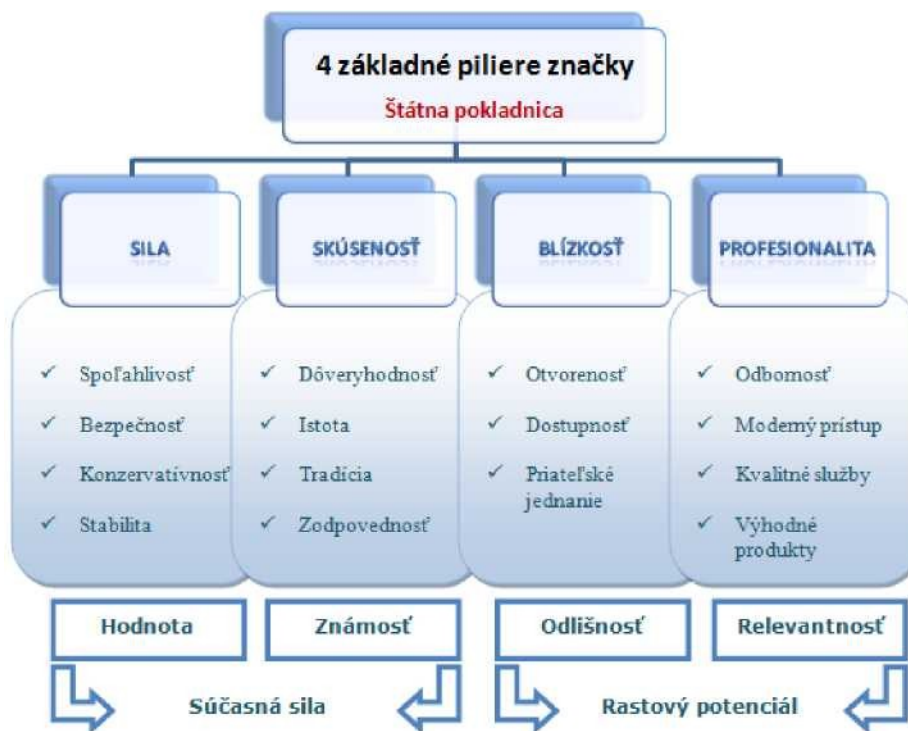 4 základné piliere značky
Štátna pokladnica
SILA
SKÚSENOSŤ
BLÍZKOSŤ
PROFESIONALITA
✓ Spoľahlivosť
✓ Bezpečnosť
✓ Konzervatívnosť
✓ Stabilita
✓ Dôveryhodnosť
✓ Istota
✓ Tradícia
✓ Zodpovednosť
✓ Otvorenosť
✓ Dostupnosť
✓ Priateľské
jednanie
✓ Odbornosť
✓ Moderný prístup
✓ Kvalitné služby
✓ Výhodné
produkty
Hodnota
Známosť
Odlišnosť
Relevantnosť
Súčasná sila
Rastový potenciál